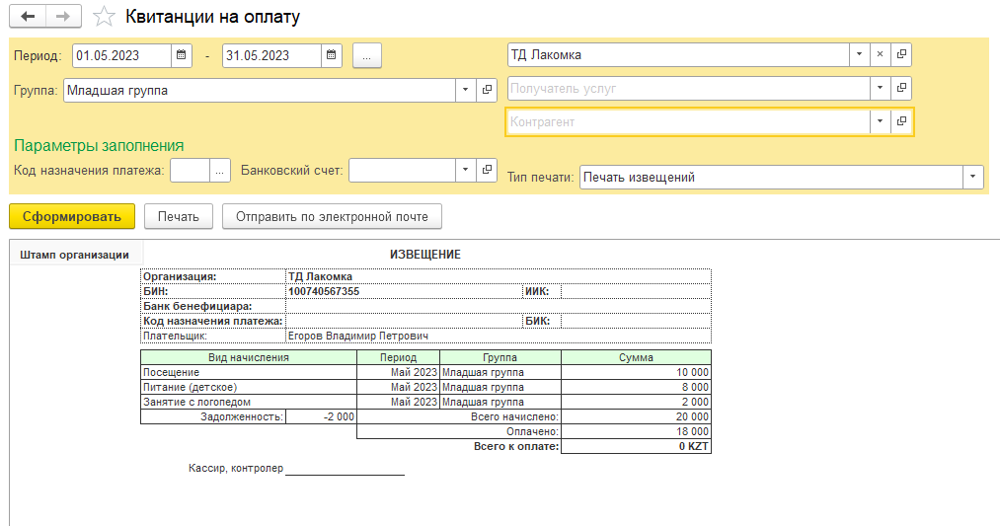 Квитанции на оплату
Период: 01.05.2023 - 31.05.2023 ... ТД Лакомка
Группа: Младшая группа Получатель услуг
Контрагент
Параметры заполнения
Код назначения платежа: ... Банковский счет: Тип печати: Печать извещений
Сформировать Печать Отправить по электронной почте
Штамп организации ИЗВЕЩЕНИЕ
Организация: ТД Лакомка
БИН: 100740567355 ИИК:
Банк бенефициара:
Код назначения платежа: БИК:
Плательщик: Егоров Владимир Петрович
Вид начисления Период Группа Сумма
Посещение Май 2023 Младшая группа 10 000
Питание (детское) Май 2023 Младшая группа 8 000
Занятие с логопедом Май 2023 Младшая группа 2 000
Задолженность: -2 000 Всего начислено: 20 000
Оплачено: 18 000
Всего к оплате: 0 KZT
Кассир, контролер